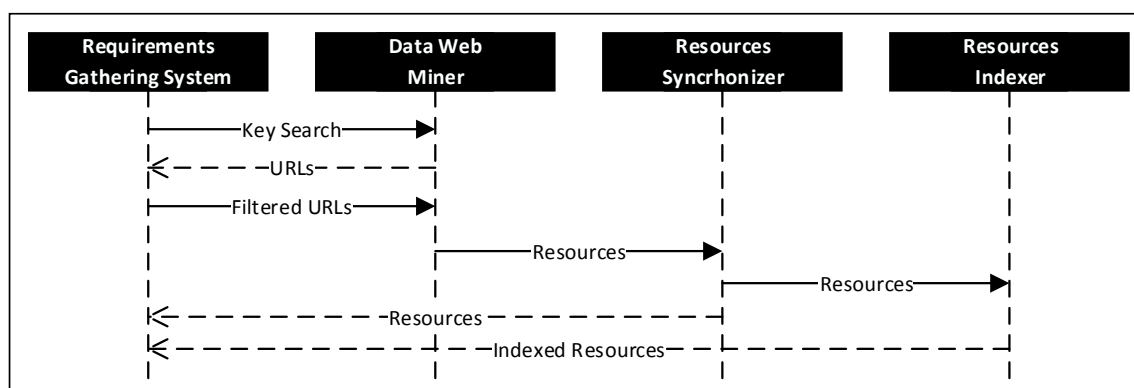 Requirements
Gathering System
Data Web
Miner
Resources
Syncrhonizer
Resources
Indexer
Key Search
URLs
Filtered URLs
Resources
Resources
Resources
Indexed Resources